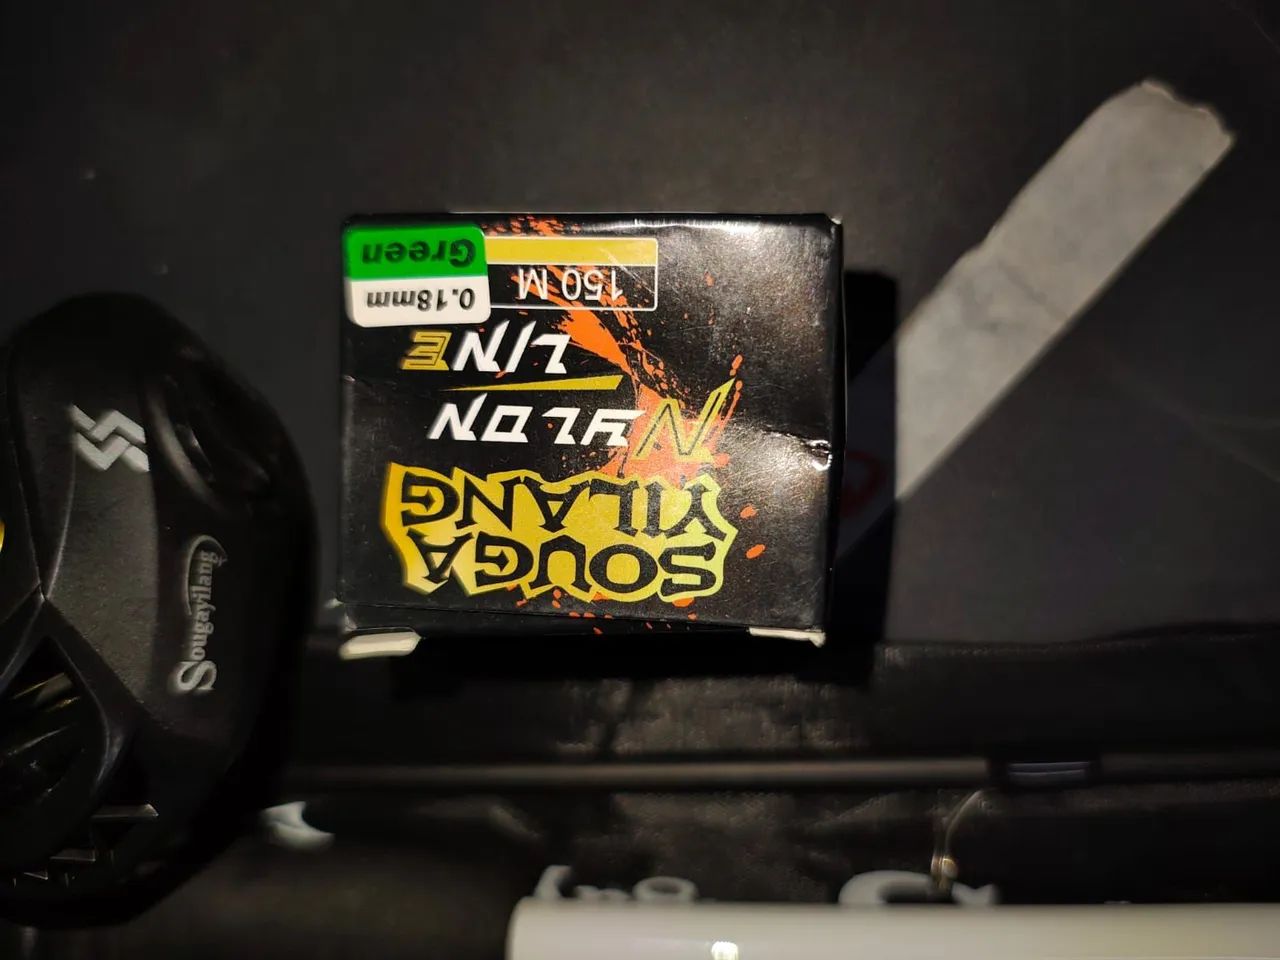 SOUGA
YILANG
NYLON
LINE
150 M
0.18mm
Green
Sougayilang